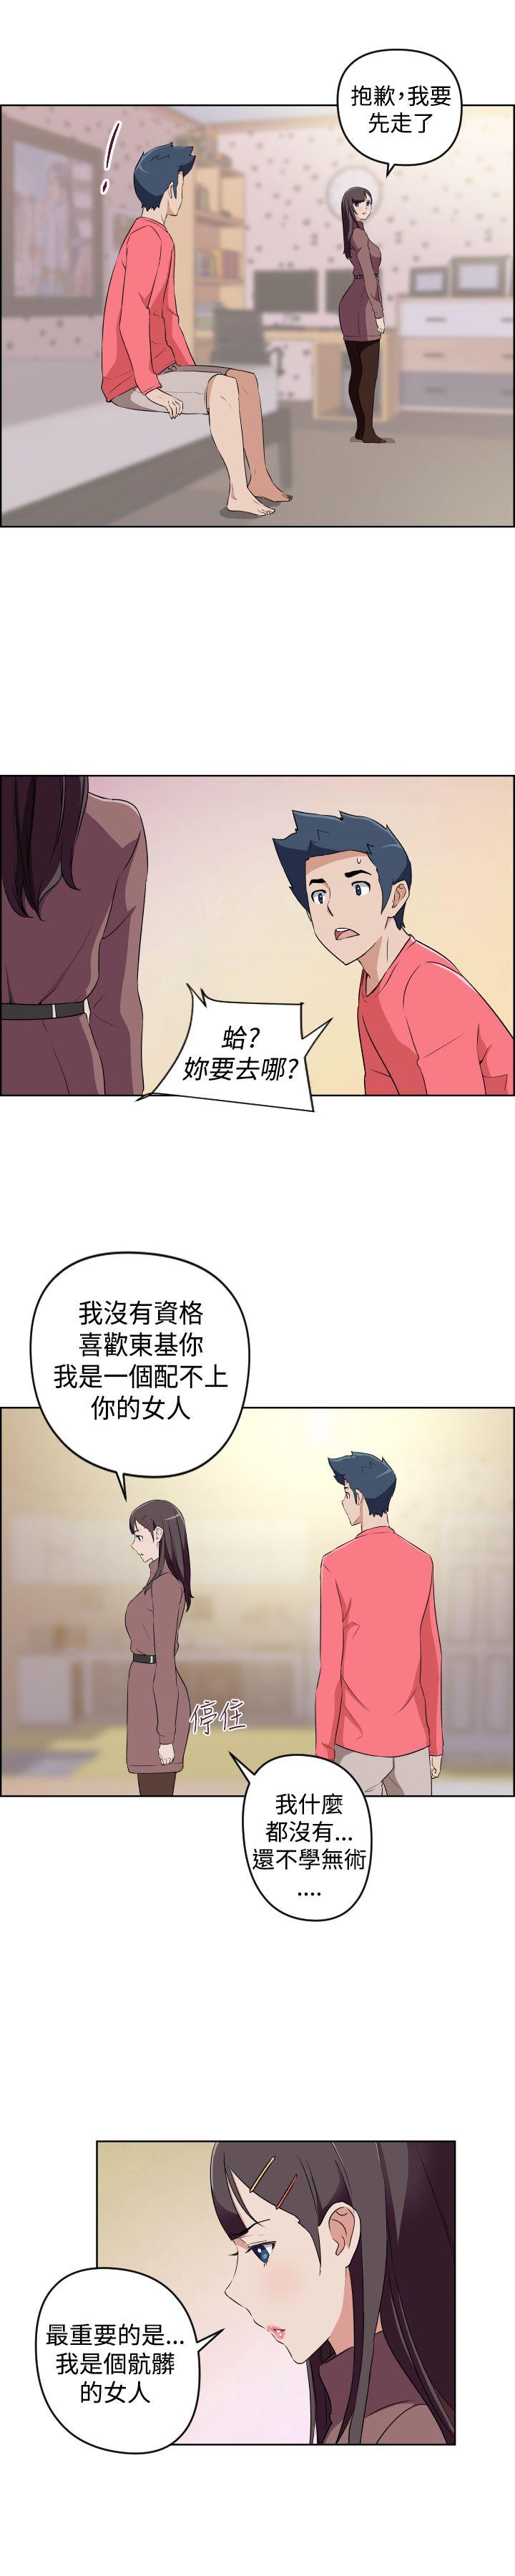 抱歉，我要
先走了
蛤?
妳要去哪?
我沒有資格
喜歡東基你
我是一個配不上
你的女人
停住
我什麼
都沒有...
還不學無術
....
最重要的是...
我是個骯髒
的女人